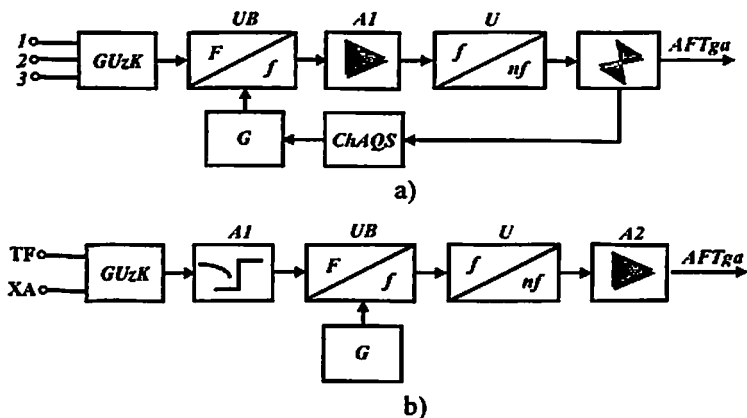 UB A1 U
1
2
3
GUzK F f f nf AFTga
G ChAQS
a)
A1 UB U A2
TF
XA
GUzK F f f nf AFTga
G
b)